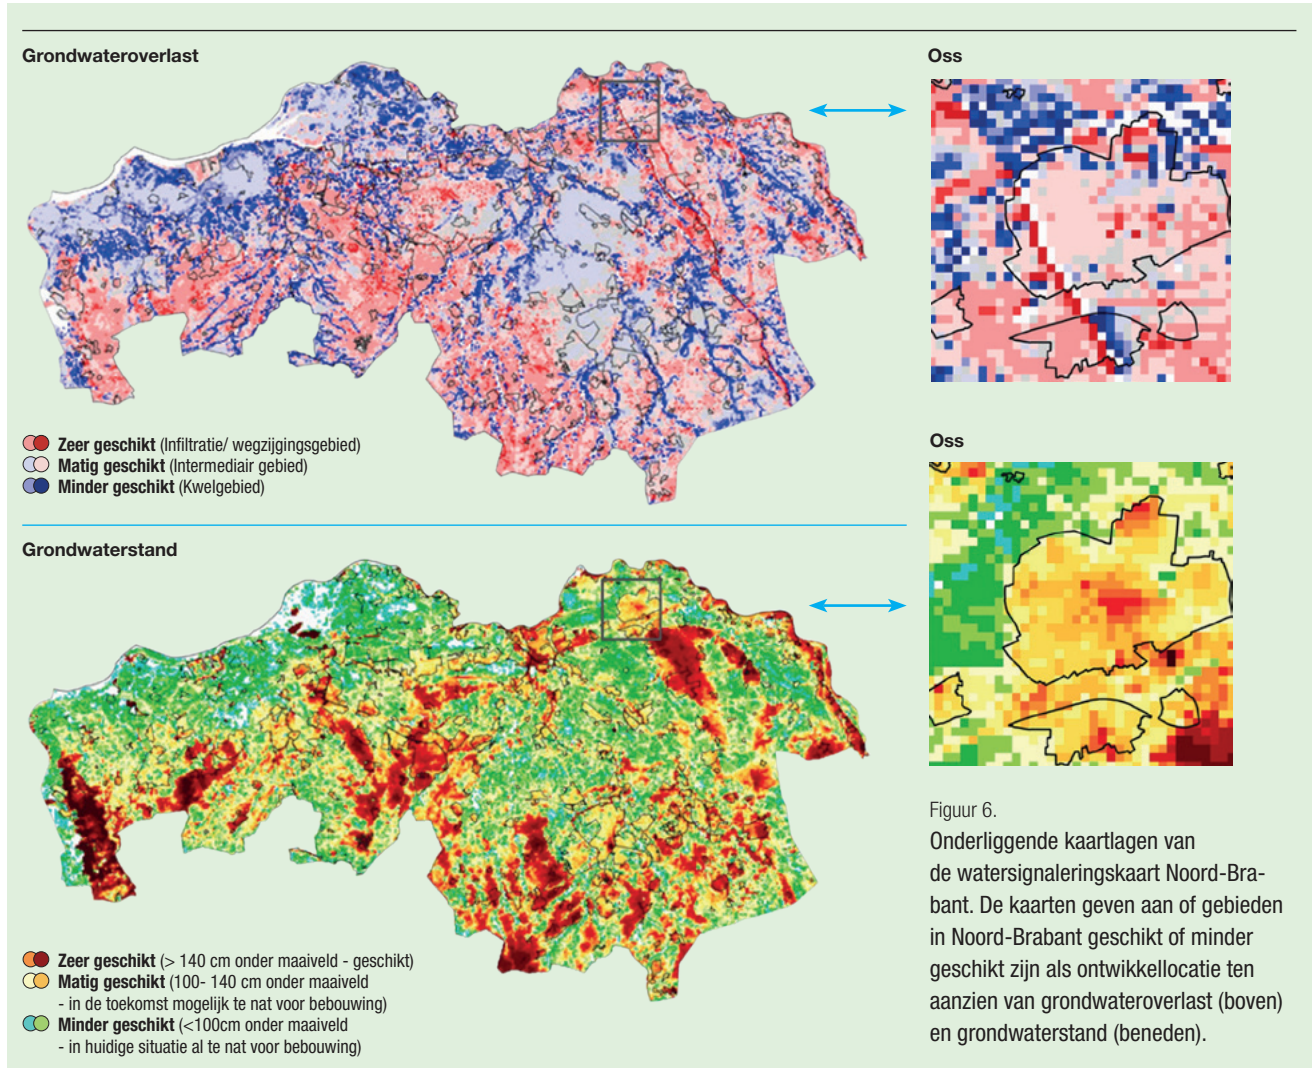 Grondwateroverlast
Oss
Zeer geschikt (Infiltratie/ wegzijgingsgebied)
Matig geschikt (Intermediair gebied)
Minder geschikt (Kwelgebied)
Oss
Grondwaterstand
Zeer geschikt (> 140 cm onder maaiveld - geschikt)
Matig geschikt (100- 140 cm onder maaiveld
- in de toekomst mogelijk te nat voor bebouwing)
Minder geschikt (<100cm onder maaiveld
- in huidige situatie al te nat voor bebouwing)
Figuur 6.
Onderliggende kaartlagen van
de watersignaleringskaart Noord-Bra-
bant. De kaarten geven aan of gebieden
in Noord-Brabant geschikt of minder
geschikt zijn als ontwikkellocatie ten
aanzien van grondwateroverlast (boven)
en grondwaterstand (beneden).